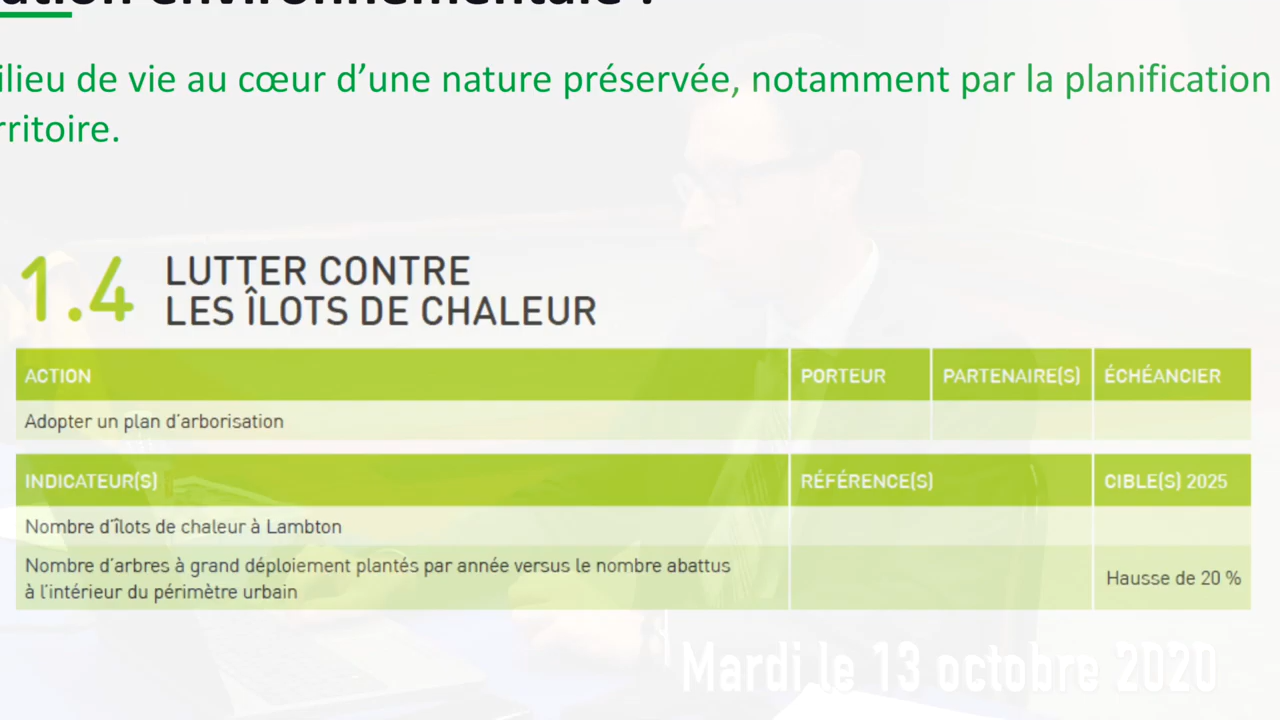 environnementale :
ilieu de vie au cœur d’une nature préservée, notamment par la planification
rritoire.
1.4 LUTTER CONTRE
LES ÎLOTS DE CHALEUR
ACTION PORTEUR PARTENAIRE(S) ÉCHÉANCIER
Adopter un plan d’arborisation
INDICATEUR(S) RÉFÉRENCE(S) CIBLE(S) 2025
Nombre d’îlots de chaleur à Lambton
Nombre d’arbres à grand déploiement plantés par année versus le nombre abattus
à l’intérieur du périmètre urbain
Hausse de 20 %
Mardi le 13 octobre 2020